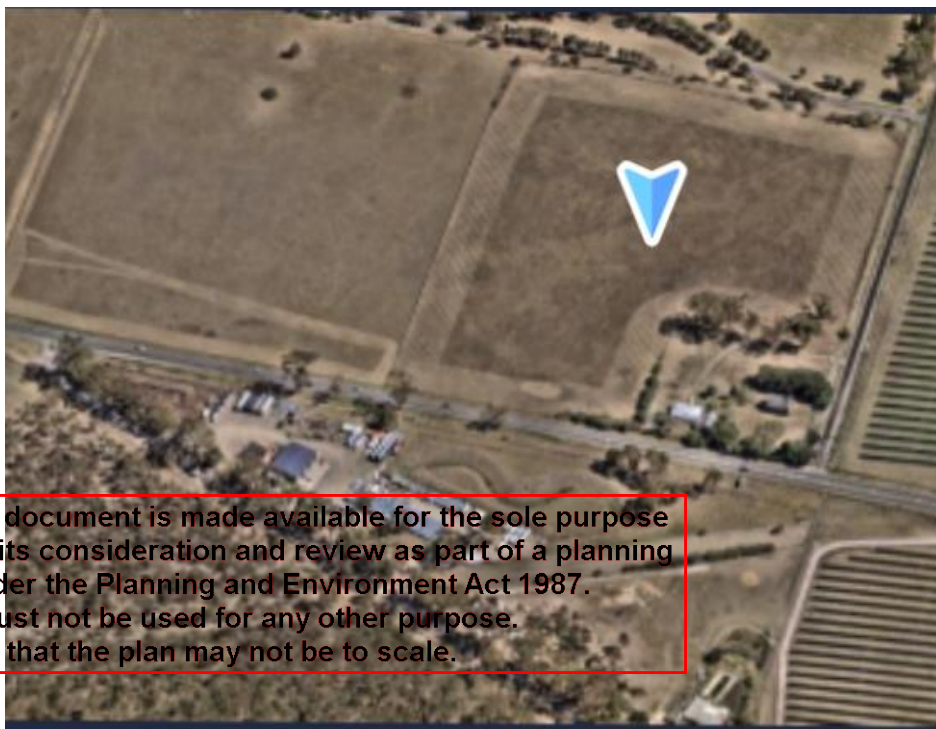 document is made available for the sole purpose
its consideration and review as part of a planning
der the Planning and Environment Act 1987.
ust not be used for any other purpose.
that the plan may not be to scale.